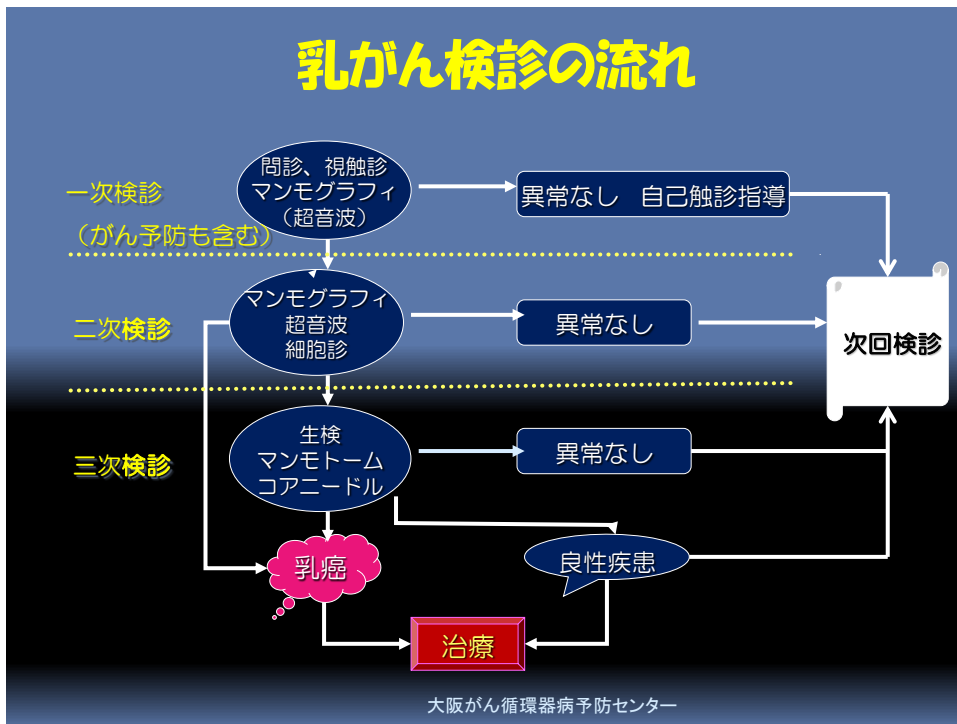 乳がん検診の流れ
一次検診
（がん予防も含む）
問診、視触診
マンモグラフィ
（超音波）
異常なし　自己触診指導
二次検診
マンモグラフィ
超音波
細胞診
異常なし
次回検診
三次検診
生検
マンモトーム
コアニードル
異常なし
乳癌
良性疾患
治療
大阪がん循環器病予防センター